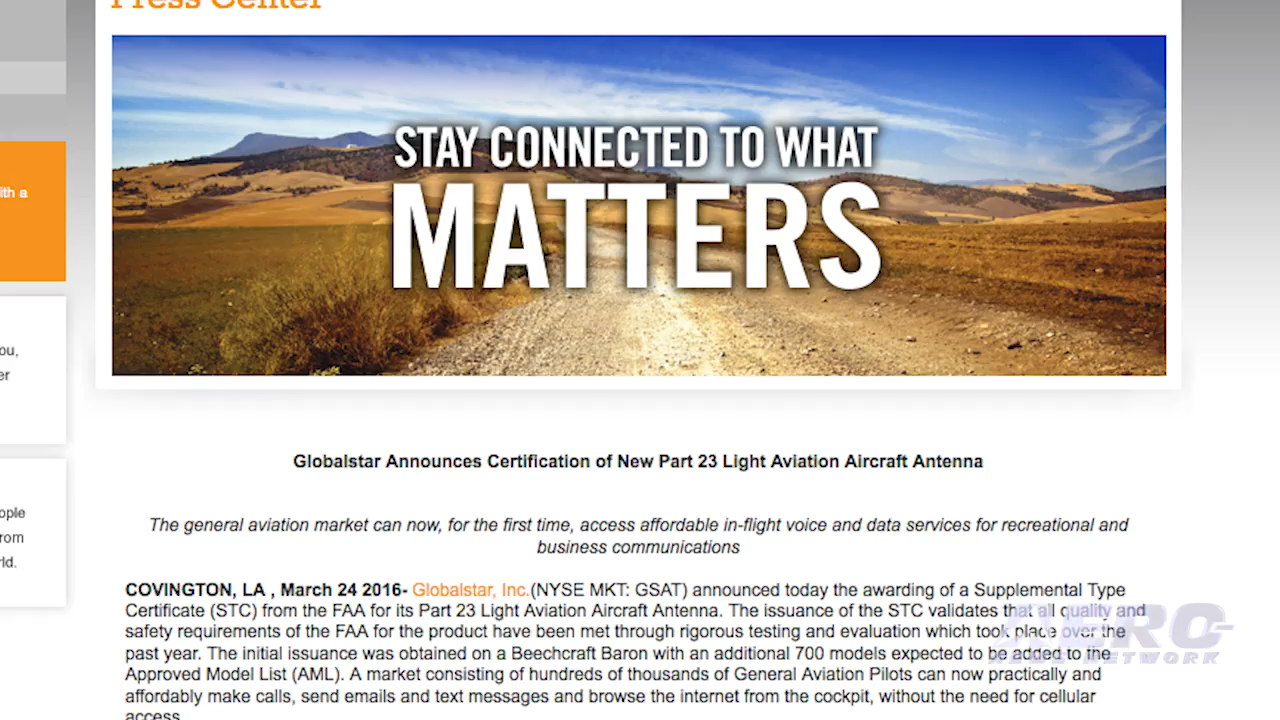 Press Center
ith a
STAY CONNECTED TO WHAT
MATTERS
ou,
er
Globalstar Announces Certification of New Part 23 Light Aviation Aircraft Antenna
ople
rom
ld.
The general aviation market can now, for the first time, access affordable in-flight voice and data services for recreational and
business communications
COVINGTON, LA , March 24 2016- Globalstar, Inc.(NYSE MKT: GSAT) announced today the awarding of a Supplemental Type
Certificate (STC) from the FAA for its Part 23 Light Aviation Aircraft Antenna. The issuance of the STC validates that all quality and
safety requirements of the FAA for the product have been met through rigorous testing and evaluation which took place over the
past year. The initial issuance was obtained on a Beechcraft Baron with an additional 700 models expected to be added to the
Approved Model List (AML). A market consisting of hundreds of thousands of General Aviation Pilots can now practically and
affordably make calls, send emails and text messages and browse the internet from the cockpit, without the need for cellular
access
AERO
NEWS NETWORK